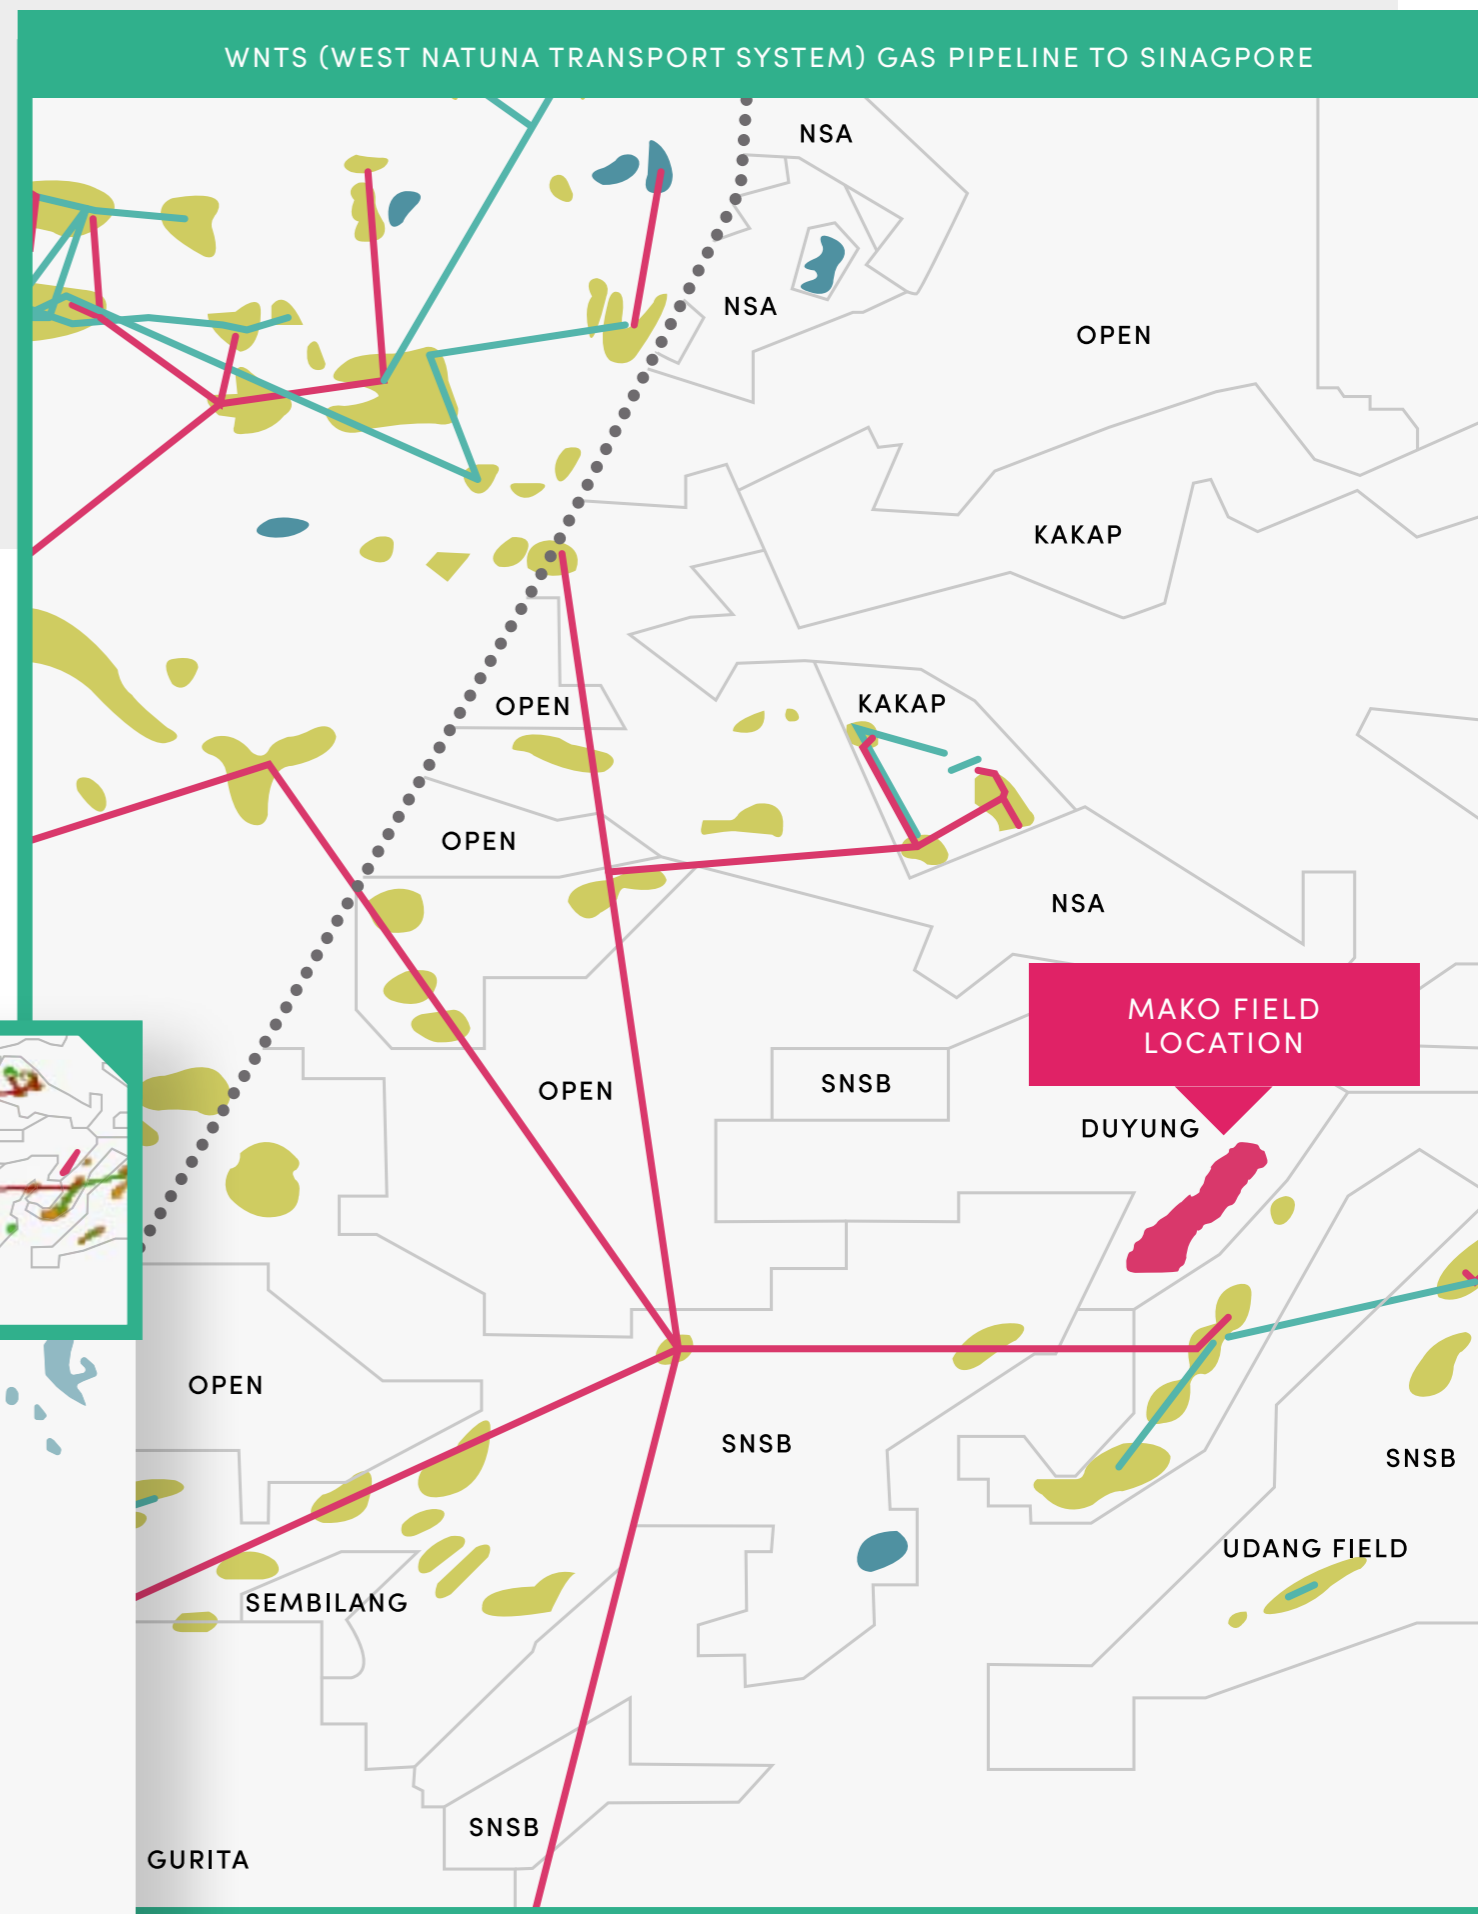 WNTS (WEST NATUNA TRANSPORT SYSTEM) GAS PIPELINE TO SINAGPORE
NSA
NSA
OPEN
KAKAP
OPEN
KAKAP
OPEN
NSA
MAKO FIELD
LOCATION
OPEN
SNSB
DUYUNG
OPEN
SNSB
SNSB
UDANG FIELD
SEMBILANG
SNSB
GURITA